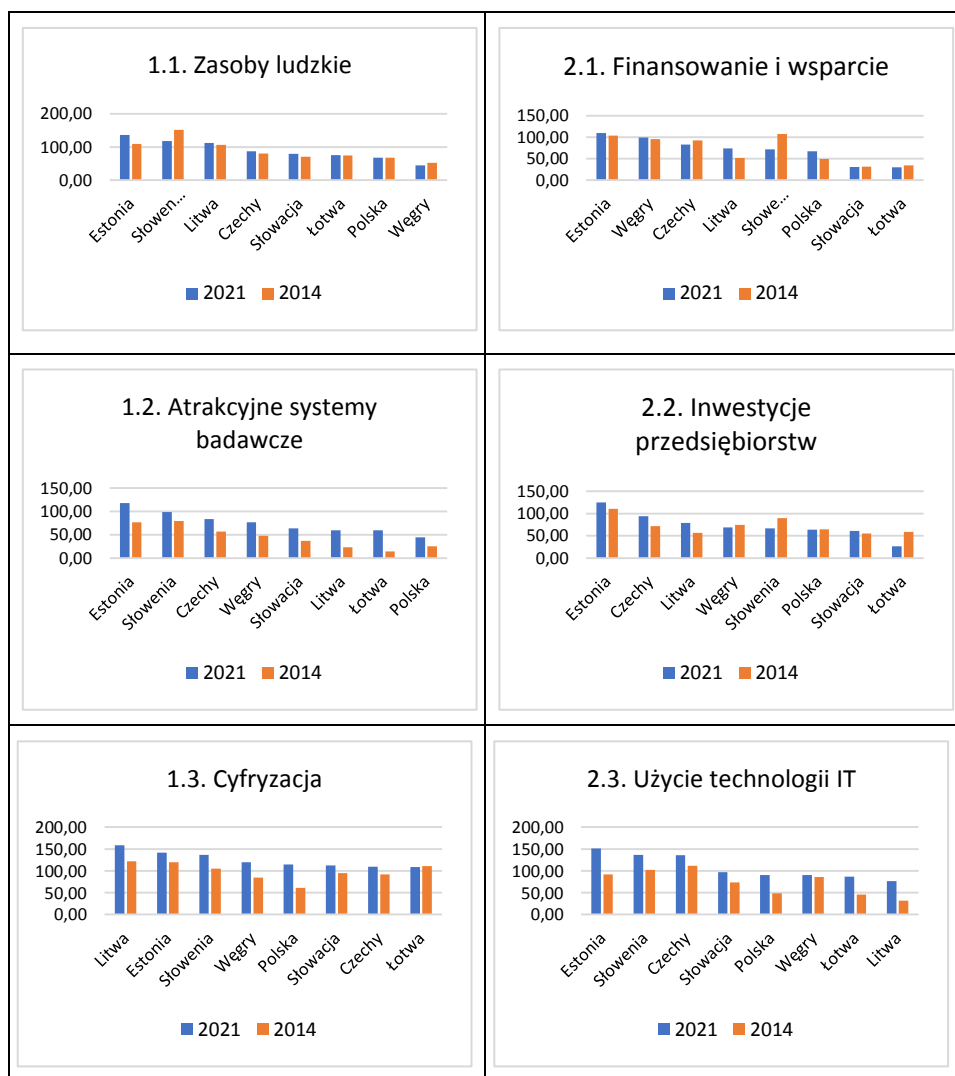 1.1. Zasoby ludzkie
200,00
100,00
0,00
Estonia
Słowen...
Litwa
Czechy
Słowacja
Łotwa
Polska
Węgry
2021 2014
2.1. Finansowanie i wsparcie
150,00
100,00
50,00
0,00
Estonia
Węgry
Czechy
Litwa
Słowe...
Polska
Słowacja
Łotwa
2021 2014
1.2. Atrakcyjne systemy
badawcze
150,00
100,00
50,00
0,00
Estonia
Słowenia
Czechy
Węgry
Słowacja
Litwa
Łotwa
Polska
2021 2014
2.2. Inwestycje
przedsiębiorstw
150,00
100,00
50,00
0,00
Estonia
Czechy
Litwa
Węgry
Słowenia
Polska
Słowacja
Łotwa
2021 2014
1.3. Cyfryzacja
200,00
150,00
100,00
50,00
0,00
Litwa
Estonia
Słowenia
Węgry
Polska
Słowacja
Czechy
Łotwa
2021 2014
2.3. Użycie technologii IT
200,00
150,00
100,00
50,00
0,00
Estonia
Słowenia
Czechy
Słowacja
Polska
Węgry
Łotwa
Litwa
2021 2014